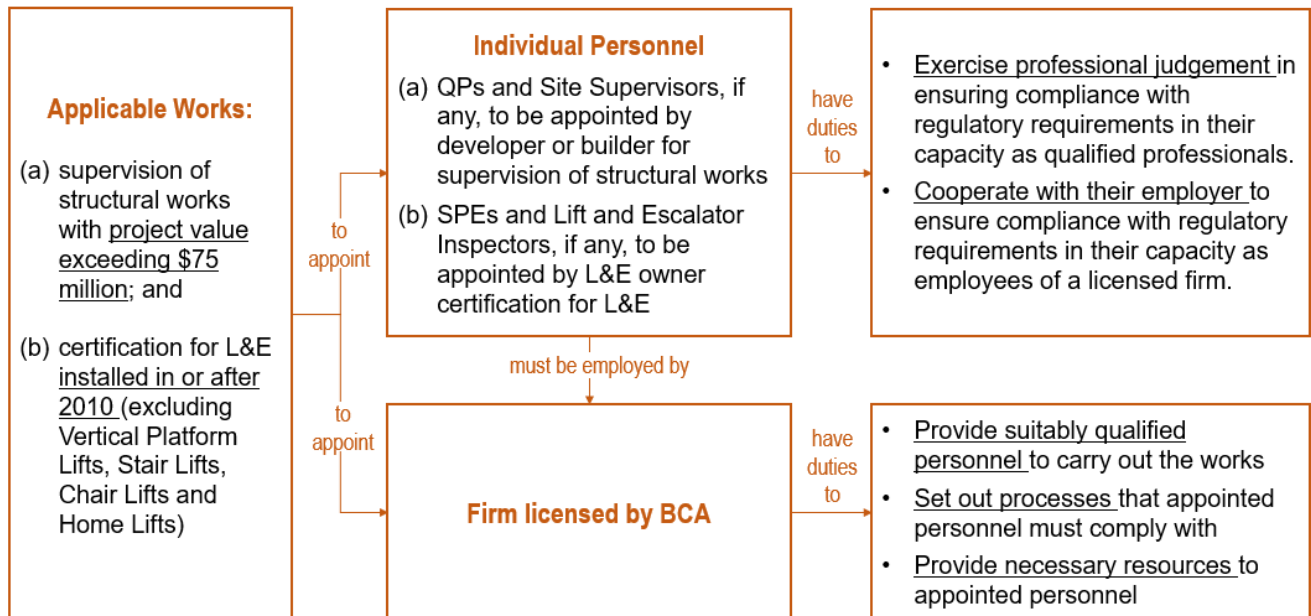 Applicable Works:
(a) supervision of
structural works
with project value
exceeding $75
million; and
(b) certification for L&E
installed in or after
2010 (excluding
Vertical Platform
Lifts, Stair Lifts,
Chair Lifts and
Home Lifts)
to
appoint
to
appoint
Individual Personnel
(a) QPs and Site Supervisors, if
any, to be appointed by
developer or builder for
supervision of structural works
(b) SPEs and Lift and Escalator
Inspectors, if any, to be
appointed by L&E owner
certification for L&E
have
duties
to
• Exercise professional judgement in
ensuring compliance with
regulatory requirements in their
capacity as qualified professionals.
• Cooperate with their employer to
ensure compliance with regulatory
requirements in their capacity as
employees of a licensed firm.
must be employed by
Firm licensed by BCA
have
duties
to
• Provide suitably qualified
personnel to carry out the works
• Set out processes that appointed
personnel must comply with
• Provide necessary resources to
appointed personnel